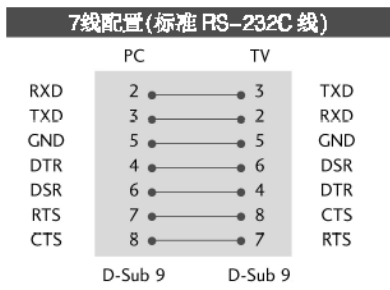 7线配置(标准 RS-232C 线)
PC TV
RXD 2 3 TXD
TXD 3 2 RXD
GND 5 5 GND
DTR 4 6 DSR
DSR 6 4 DTR
RTS 7 8 CTS
CTS 8 7 RTS
D-Sub 9 D-Sub 9